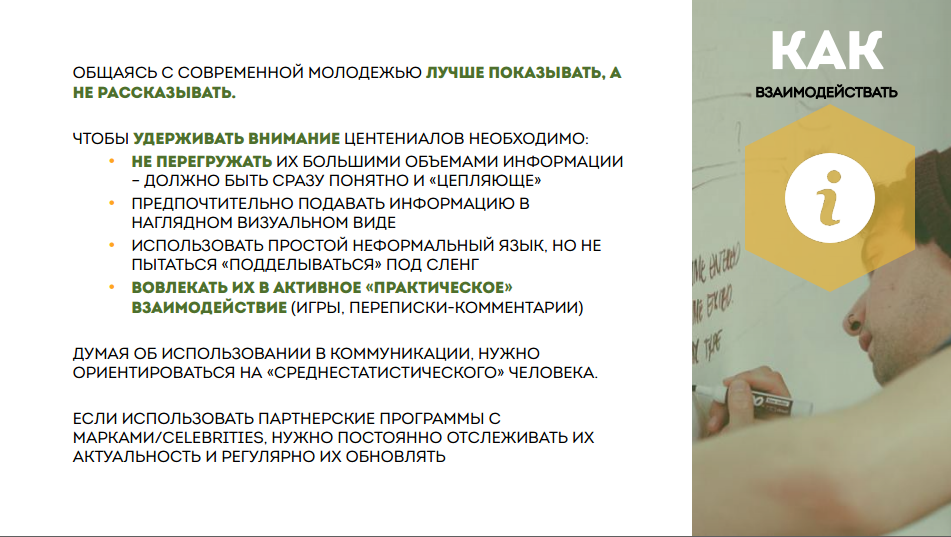 ОБЩАЯСЬ С СОВРЕМЕННОЙ МОЛОДЕЖЬЮ ЛУЧШЕ ПОКАЗЫВАТЬ, А
НЕ РАССКАЗЫВАТЬ.
ЧТОБЫ УДЕРЖИВАТЬ ВНИМАНИЕ ЦЕНТЕНИАЛОВ НЕОБХОДИМО:
• НЕ ПЕРЕГРУЖАТЬ ИХ БОЛЬШИМИ ОБЪЕМАМИ ИНФОРМАЦИИ
– ДОЛЖНО БЫТЬ СРАЗУ ПОНЯТНО И «ЦЕПЛЯЮЩЕ»
• ПРЕДПОЧТИТЕЛЬНО ПОДАВАТЬ ИНФОРМАЦИЮ В
НАГЛЯДНОМ ВИЗУАЛЬНОМ ВИДЕ
• ИСПОЛЬЗОВАТЬ ПРОСТОЙ НЕФОРМАЛЬНЫЙ ЯЗЫК, НО НЕ
ПЫТАТЬСЯ «ПОДДЕЛЫВАТЬСЯ» ПОД СЛЕНГ
• ВОВЛЕКАТЬ ИХ В АКТИВНОЕ «ПРАКТИЧЕСКОЕ»
ВЗАИМОДЕЙСТВИЕ (ИГРЫ, ПЕРЕПИСКИ-КОММЕНТАРИИ)
ДУМАЯ ОБ ИСПОЛЬЗОВАНИИ В КОММУНИКАЦИИ, НУЖНО
ОРИЕНТИРОВАТЬСЯ НА «СРЕДНЕСТАТИСТИЧЕСКОГО» ЧЕЛОВЕКА.
ЕСЛИ ИСПОЛЬЗОВАТЬ ПАРТНЕРСКИЕ ПРОГРАММЫ С
МАРКАМИ/CELEBRITIES, НУЖНО ПОСТОЯННО ОТСЛЕЖИВАТЬ ИХ
АКТУАЛЬНОСТЬ И РЕГУЛЯРНО ИХ ОБНОВЛЯТЬ
КАК
ВЗАИМОДЕЙСТВАТЬ
i